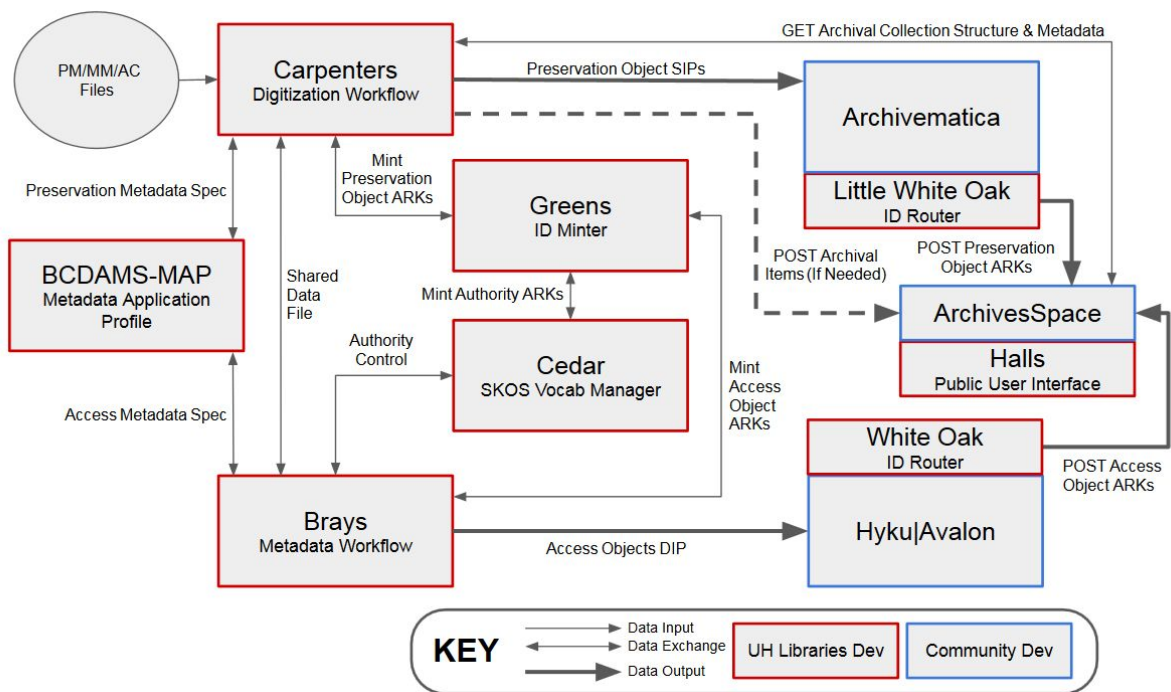 GET Archival Collection Structure & Metadata
PM/MM/AC
Files
Carpenters
Digitization Workflow
Preservation Object SIPs
Archivematica
Little White Oak
ID Router
Mint
Preservation
Object ARKs
Preservation Metadata Spec
Greens
ID Minter
POST Archival
Items (If Needed)
POST Preservation
Object ARKs
BCDAMS-MAP
Metadata Application
Profile
Shared
Data
File
Mint Authority ARKs
ArchivesSpace
Halls
Public User Interface
Authority
Control
Cedar
SKOS Vocab Manager
Mint
Access
Object
ARKs
Access Metadata Spec
White Oak
ID Router
POST Access
Object ARKs
Brays
Metadata Workflow
Access Objects DIP
Hyku|Avalon
KEY
Data Input
Data Exchange
Data Output
UH Libraries Dev
Community Dev